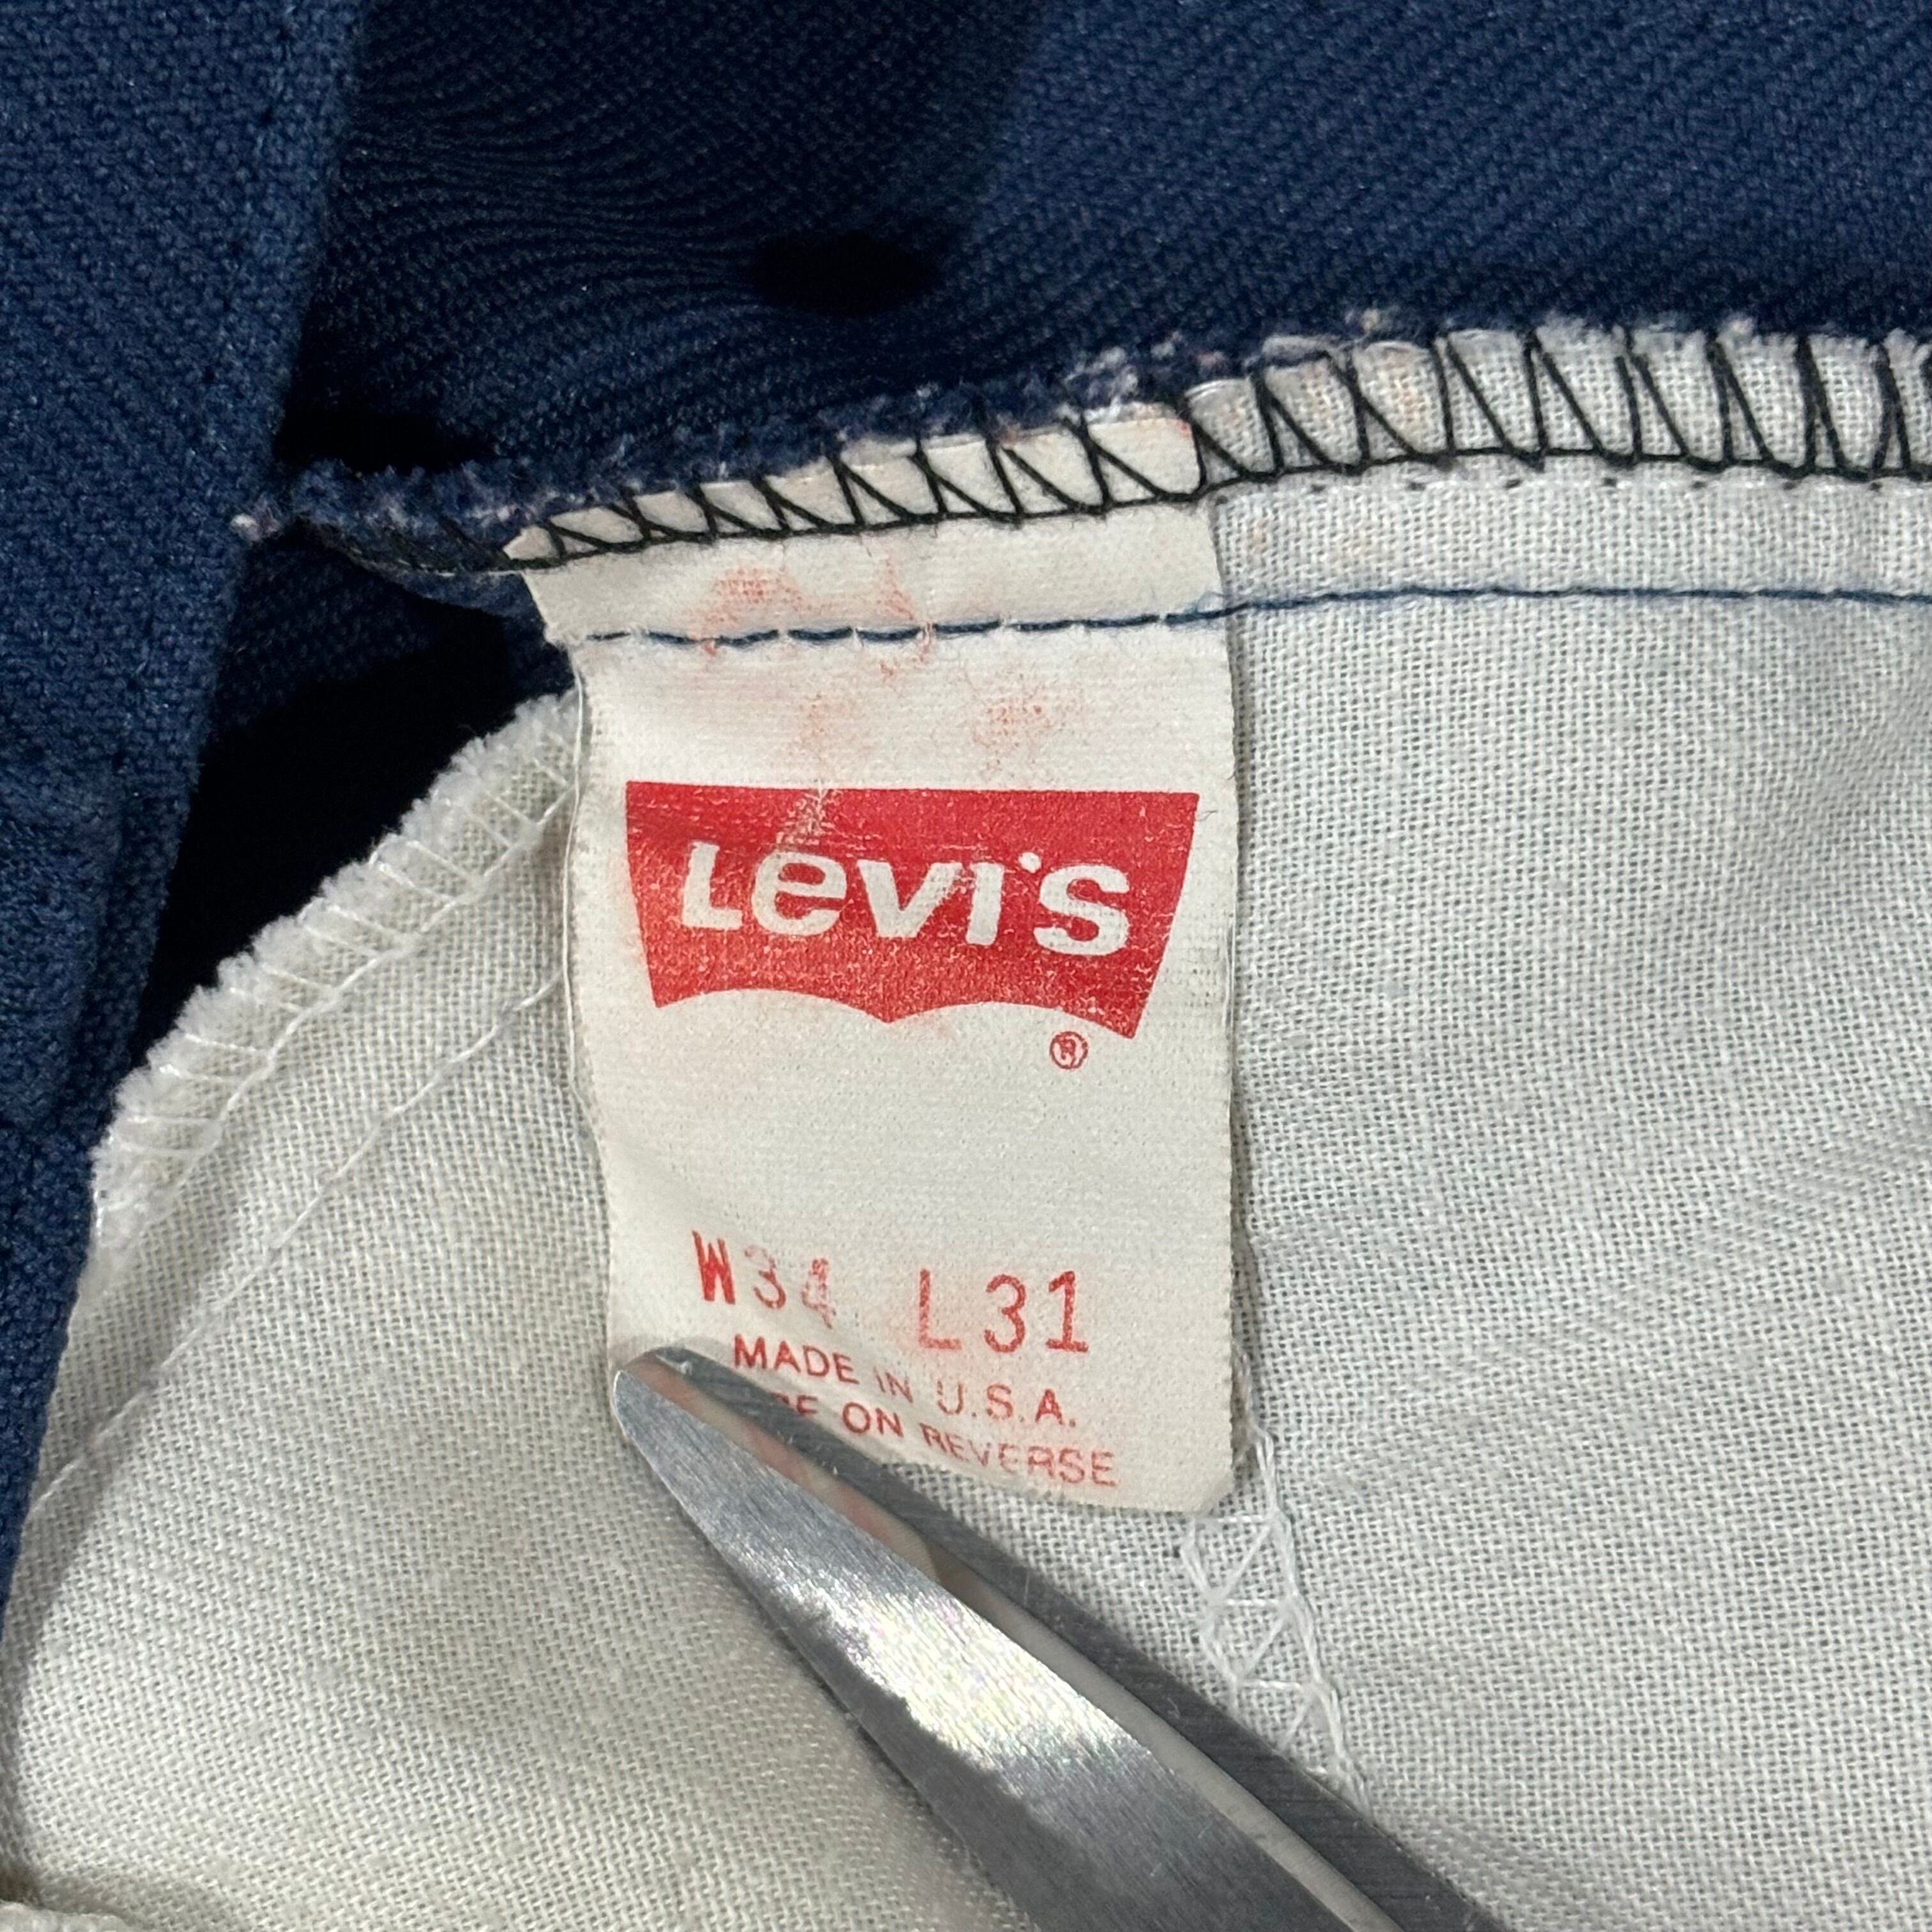 Levi's
®
W34 L31
MADE IN U.S.A.
ON REVERSE